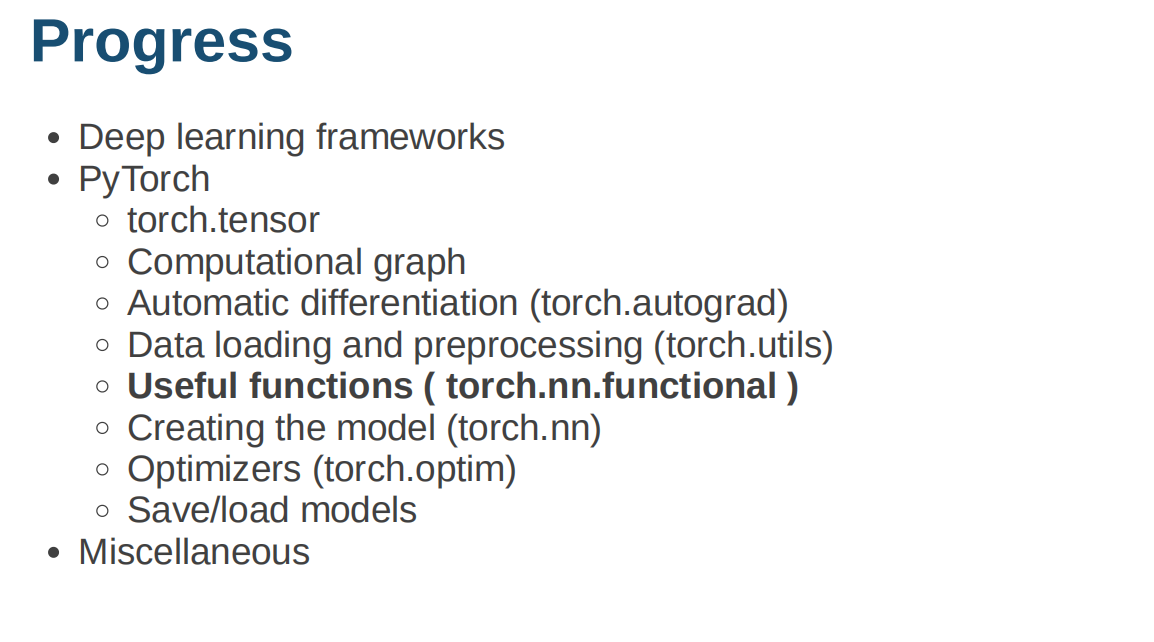 Progress
Deep learning frameworks
PyTorch
torch.tensor
Computational graph
Automatic differentiation (torch.autograd)
Data loading and preprocessing (torch.utils)
Useful functions ( torch.nn.functional )
Creating the model (torch.nn)
Optimizers (torch.optim)
Save/load models
Miscellaneous